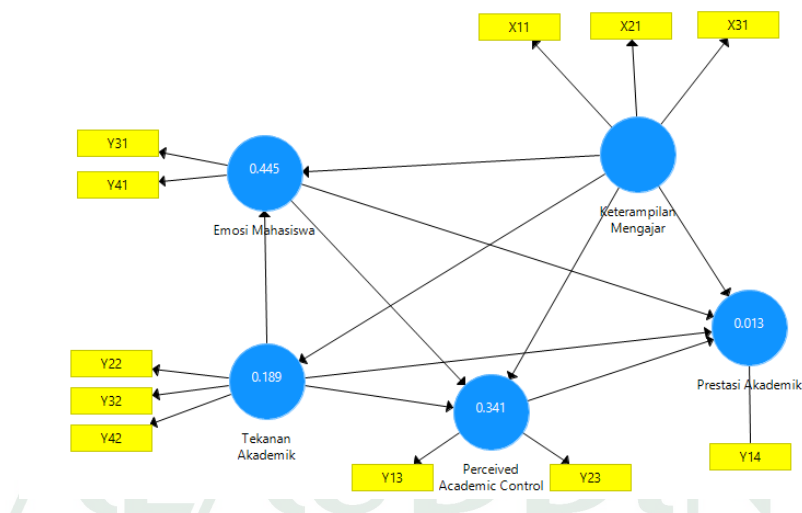 X11
X21
X31
Y31
Y41
0.445
Emosi Mahasiswa
Keterampilan
Mengajar
0.013
Prestasi Akademik
Y14
Y22
Y32
Y42
0.189
Tekanan
Akademik
0.341
Perceived
Academic Control
Y13
Y23